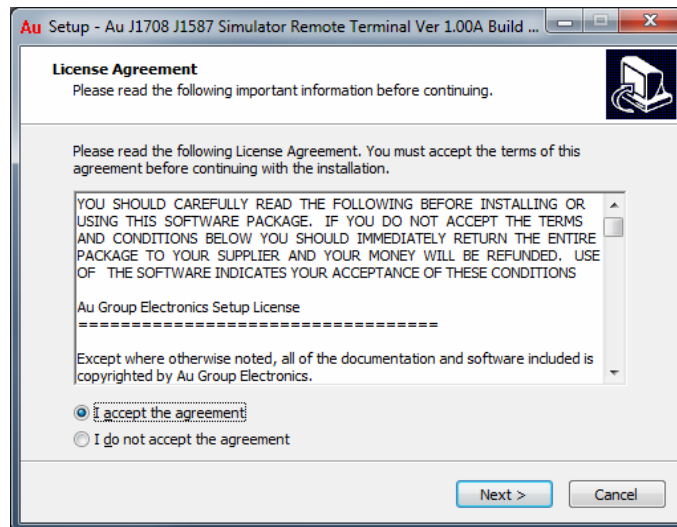 Au Setup - Au J1708 J1587 Simulator Remote Terminal Ver 1.00A Build ...
License Agreement
Please read the following important information before continuing.
Please read the following License Agreement. You must accept the terms of this
agreement before continuing with the installation.
YOU SHOULD CAREFULLY READ THE FOLLOWING BEFORE INSTALLING OR
USING THIS SOFTWARE PACKAGE. IF YOU DO NOT ACCEPT THE TERMS
AND CONDITIONS BELOW YOU SHOULD IMMEDIATELY RETURN THE ENTIRE
PACKAGE TO YOUR SUPPLIER AND YOUR MONEY WILL BE REFUNDED. USE
OF THE SOFTWARE INDICATES YOUR ACCEPTANCE OF THESE CONDITIONS
Au Group Electronics Setup License
==================================
Except where otherwise noted, all of the documentation and software included is
copyrighted by Au Group Electronics.
I accept the agreement
I do not accept the agreement
Next >
Cancel